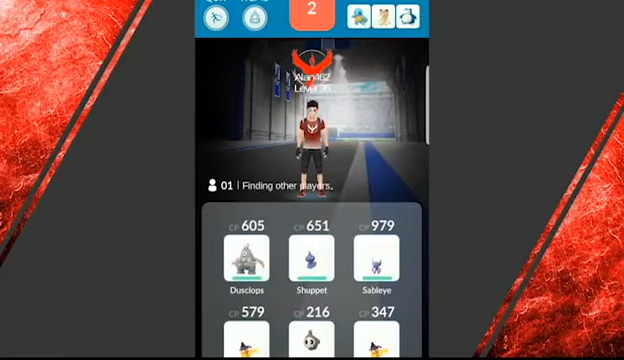 2
Alan462
Level 35
01 | Finding other players.
CP 605
CP 651
CP 979
Dusclops
Shuppet
Sableye
CP 579
CP 216
CP 347